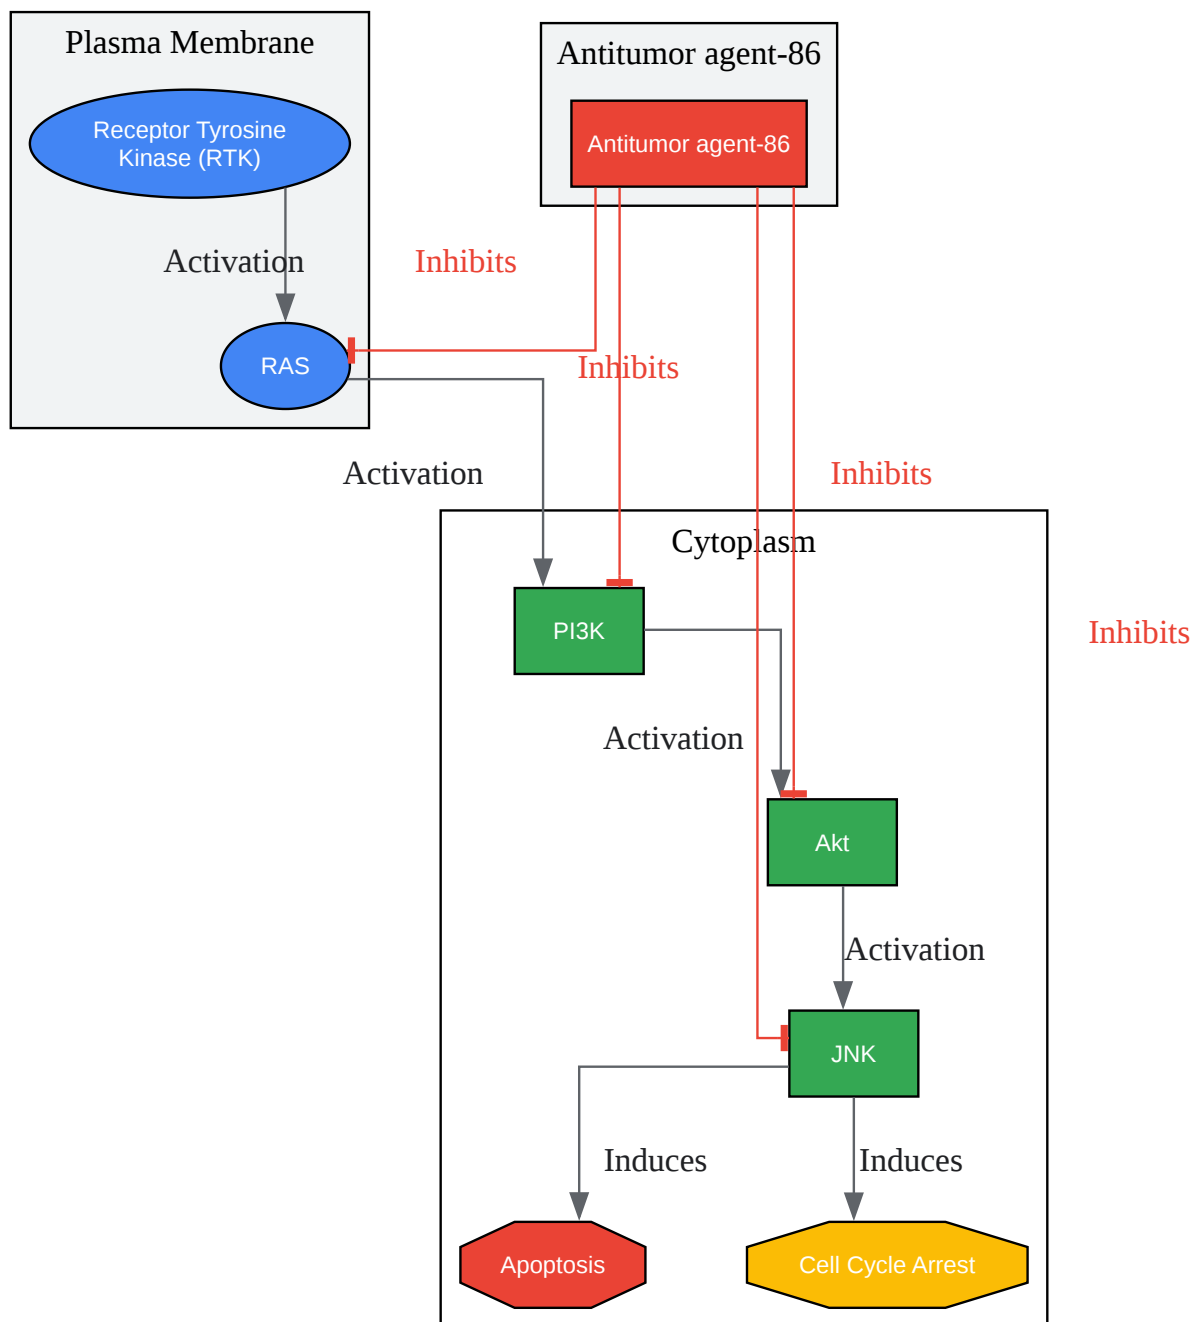 Plasma Membrane
Antitumor agent-86
Receptor Tyrosine
Kinase (RTK)
Antitumor agent-86
Activation
Inhibits
RAS
Inhibits
Activation
Inhibits
Cytoplasm
PI3K
Inhibits
Activation
Akt
Activation
JNK
Induces
Induces
Apoptosis
Cell Cycle Arrest